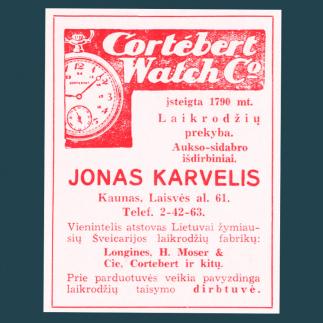 Cortébert
Watch Co
įsteigta 1790 mt.
Laikrodžių
prekyba.
Aukso-sidabro
išdirbiniai.
JONAS KARVELIS
Kaunas, Laisvės al. 61.
Telef. 2-42-63.
Vienintelis atstovas Lietuvai žymiau-
sių Šveicarijos laikrodžių fabrikų:
Longines, H. Moser &
Cie, Cortebert ir kitų.
Prie parduotuvės veikia pavyzdinga
laikrodžių taisymo dirbtuvė.